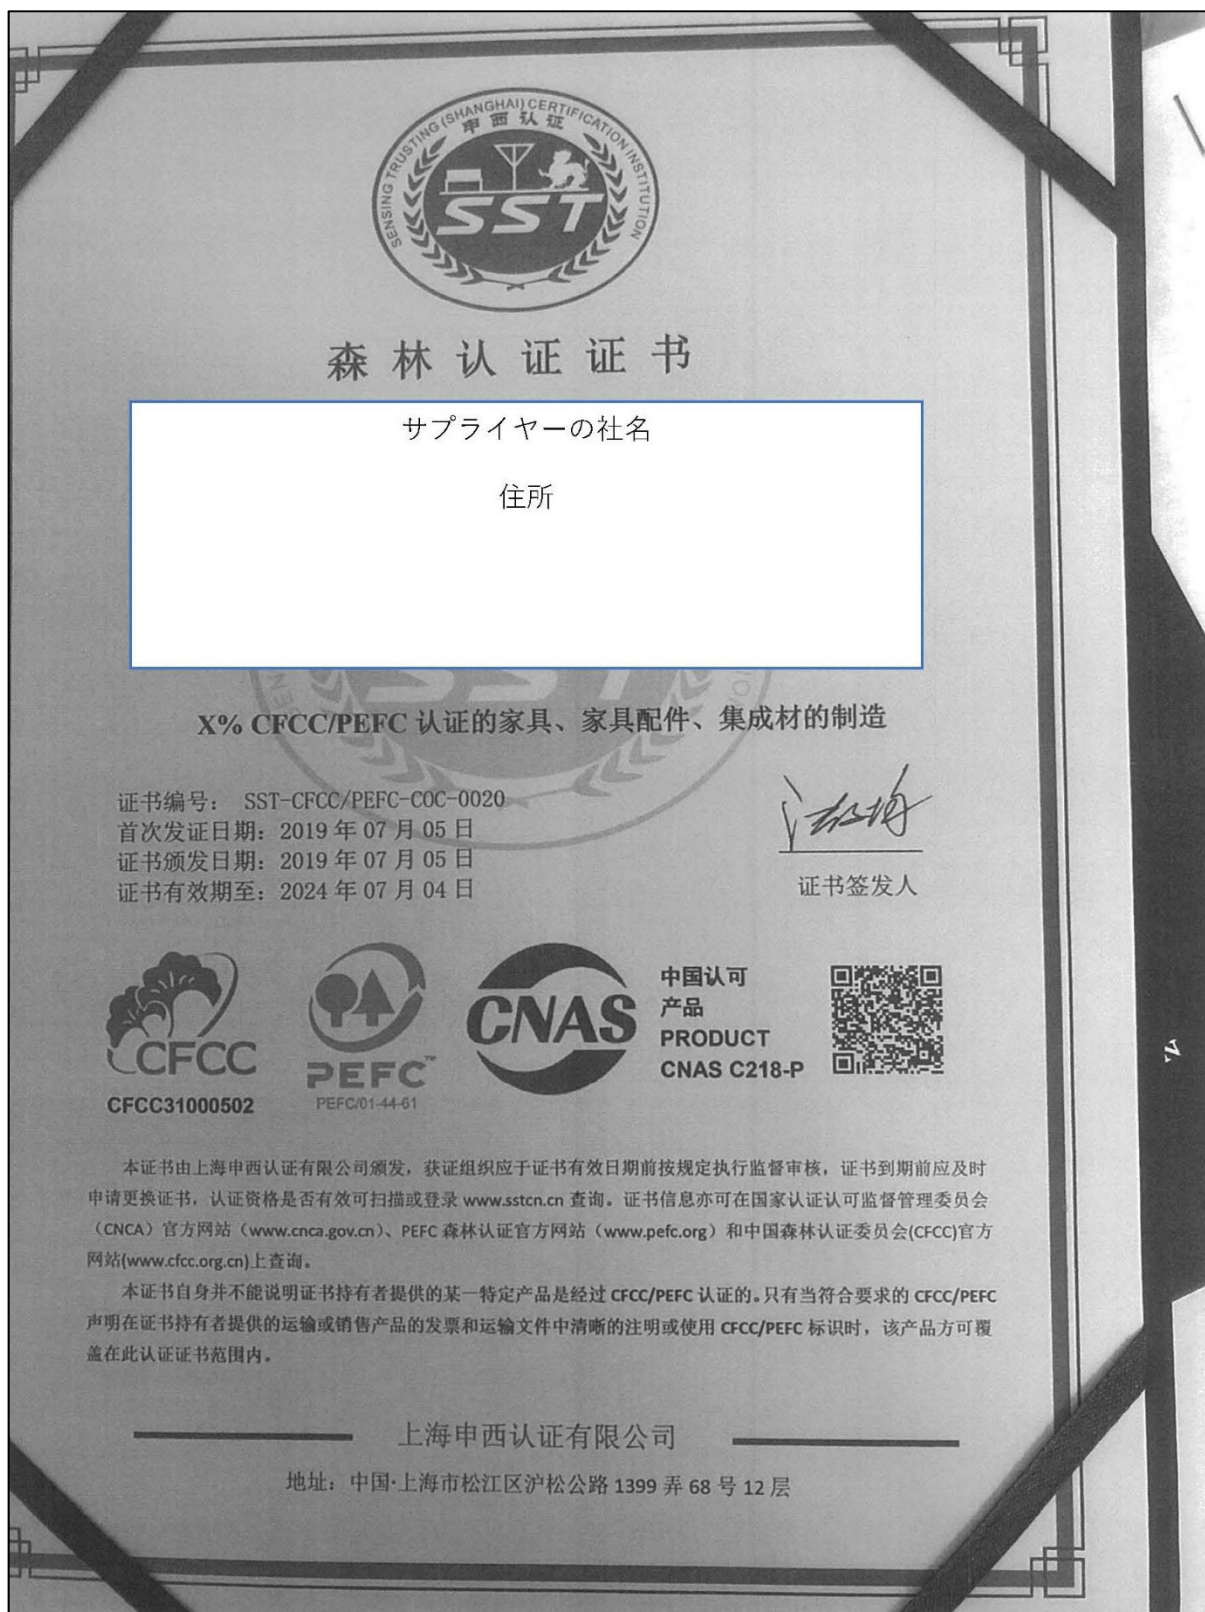 SENSING TRUSTING (SHANGHAI) CERTIFICATION INSTITUTION
申西认证
SST
森林认证证书
サプライヤーの社名
住所
X% CFCC/PEFC 认证的家具、家具配件、集成材的制造
证书编号： SST-CFCC/PEFC-COC-0020
首次发证日期：2019 年 07 月 05 日
证书颁发日期：2019 年 07 月 05 日
证书有效期至：2024 年 07 月 04 日
证书签发人
CFCC
CFCC31000502
PEFC™
PEFC/01-44-61
CNAS
中国认可
产品
PRODUCT
CNAS C218-P
本证书由上海申西认证有限公司颁发，获证组织应于证书有效日期前按规定执行监督审核，证书到期前应及时
申请更换证书，认证资格是否有效可扫描或登录 www.sstcn.cn 查询。证书信息亦可在国家认证认可监督管理委员会
（CNCA）官方网站（www.cnca.gov.cn）、PEFC 森林认证官方网站（www.pefc.org）和中国森林认证委员会(CFCC)官方
网站(www.cfcc.org.cn)上查询。
本证书自身并不能说明证书持有者提供的某一特定产品是经过 CFCC/PEFC 认证的。只有当符合要求的 CFCC/PEFC
声明在证书持有者提供的运输或销售产品的发票和运输文件中清晰的注明或使用 CFCC/PEFC 标识时，该产品方可覆
盖在此认证证书范围内。
上海申西认证有限公司
地址：中国·上海市松江区沪松公路 1399 弄 68 号 12 层